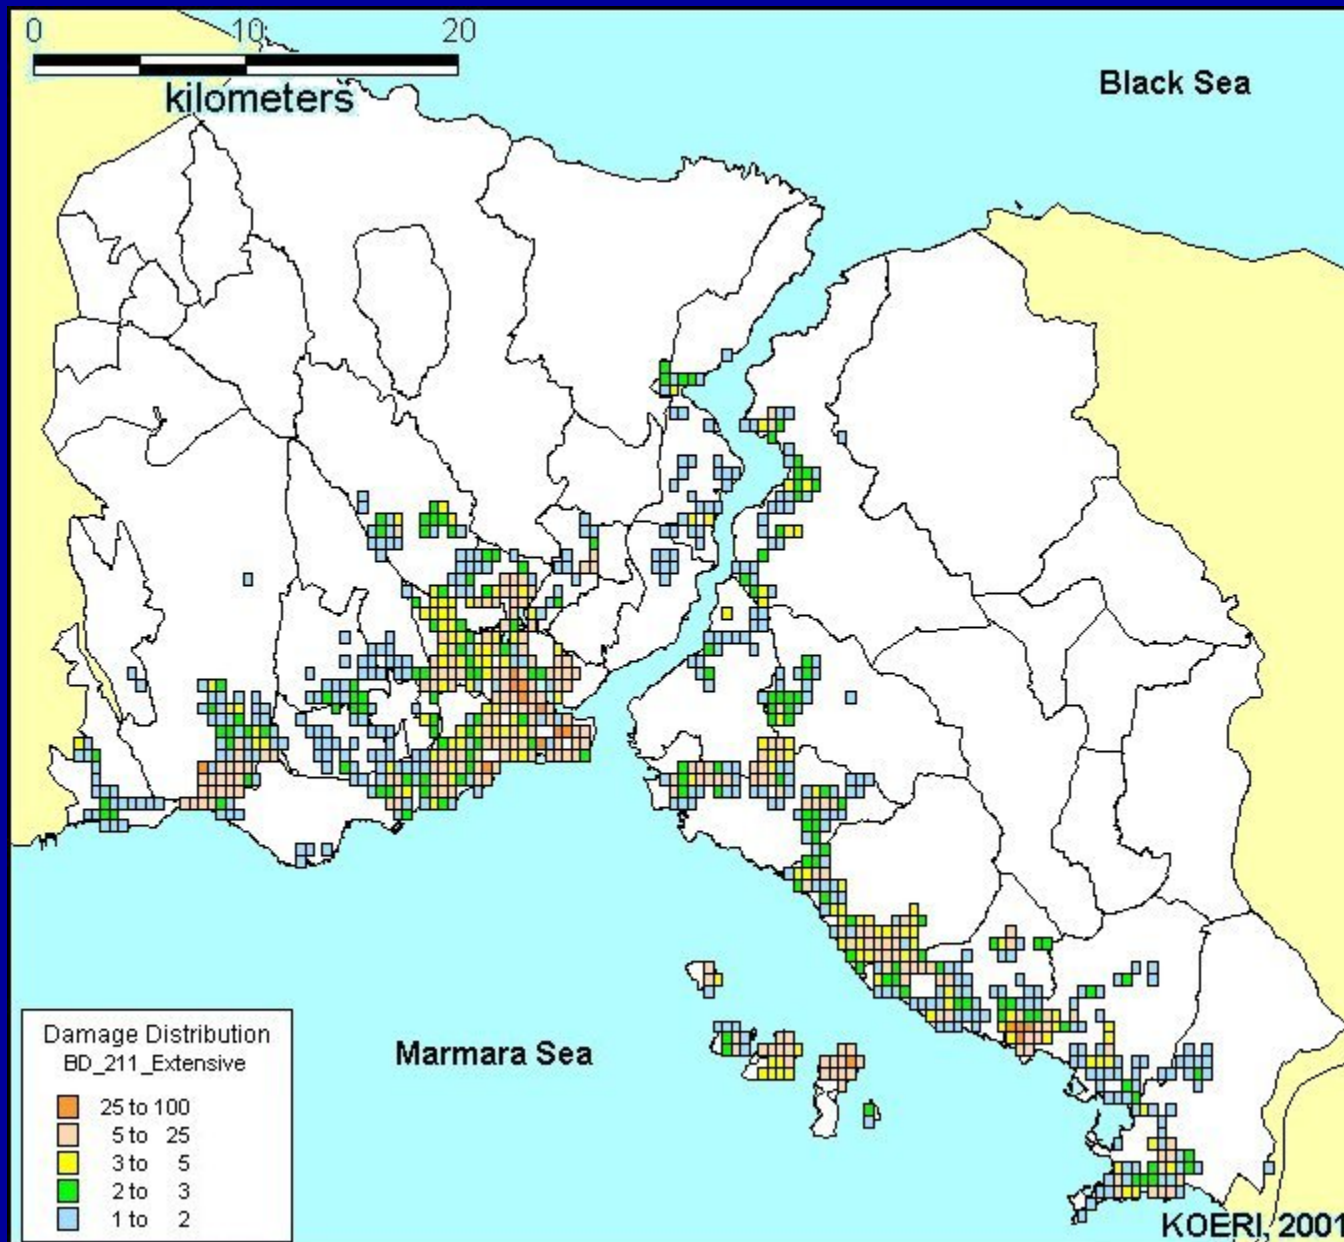 0 10 20
kilometers
Black Sea
Marmara Sea
Damage Distribution
BD_211_Extensive
25 to 100
5 to 25
3 to 5
2 to 3
1 to 2
KOERI, 2001